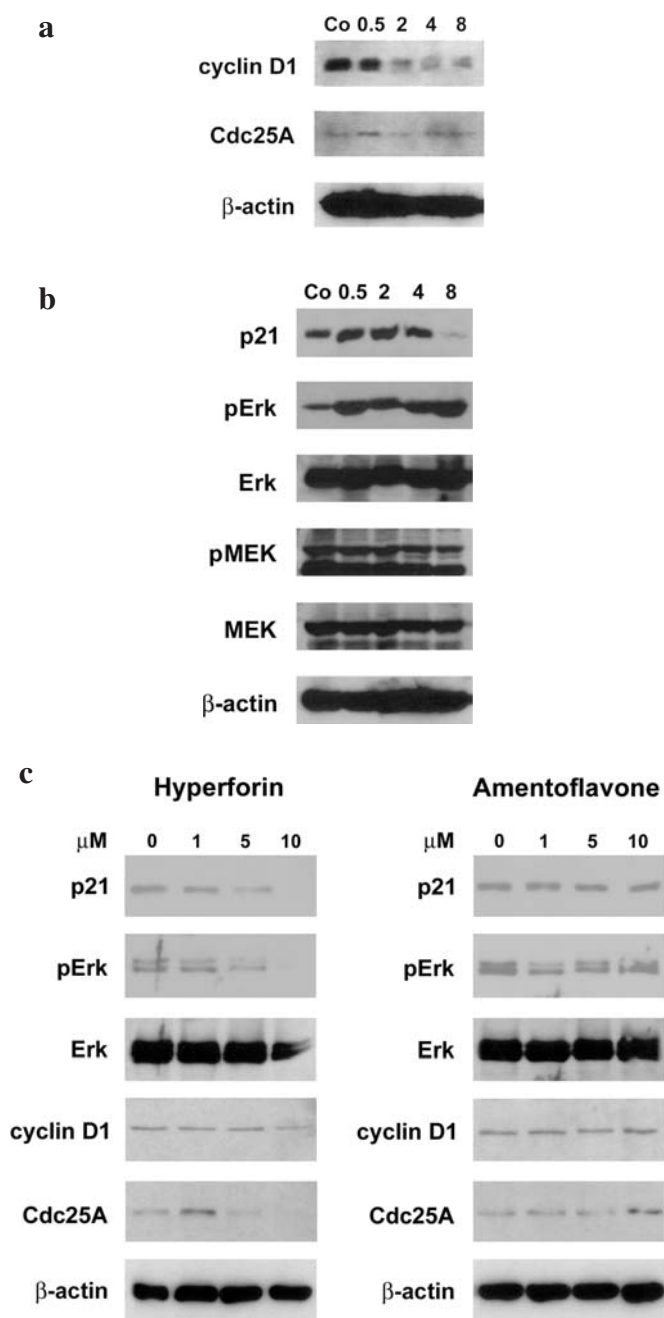 a
Co 0.5 2 4 8
cyclin D1
Cdc25A
β-actin
b
Co 0.5 2 4 8
p21
pErk
Erk
pMEK
MEK
β-actin
c
Hyperforin
μM 0 1 5 10
p21
pErk
Erk
cyclin D1
Cdc25A
β-actin
Amentoflavone
μM 0 1 5 10
p21
pErk
Erk
cyclin D1
Cdc25A
β-actin